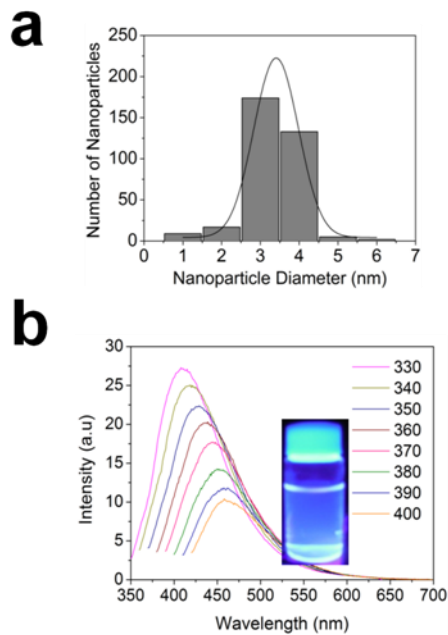 a
250
200
150
100
50
0
Number of Nanoparticles
0 1 2 3 4 5 6 7
Nanoparticle Diameter (nm)
b
30
25
20
15
10
5
0
Intensity (a.u)
330
340
350
360
370
380
390
400
350 400 450 500 550 600 650 700
Wavelength (nm)